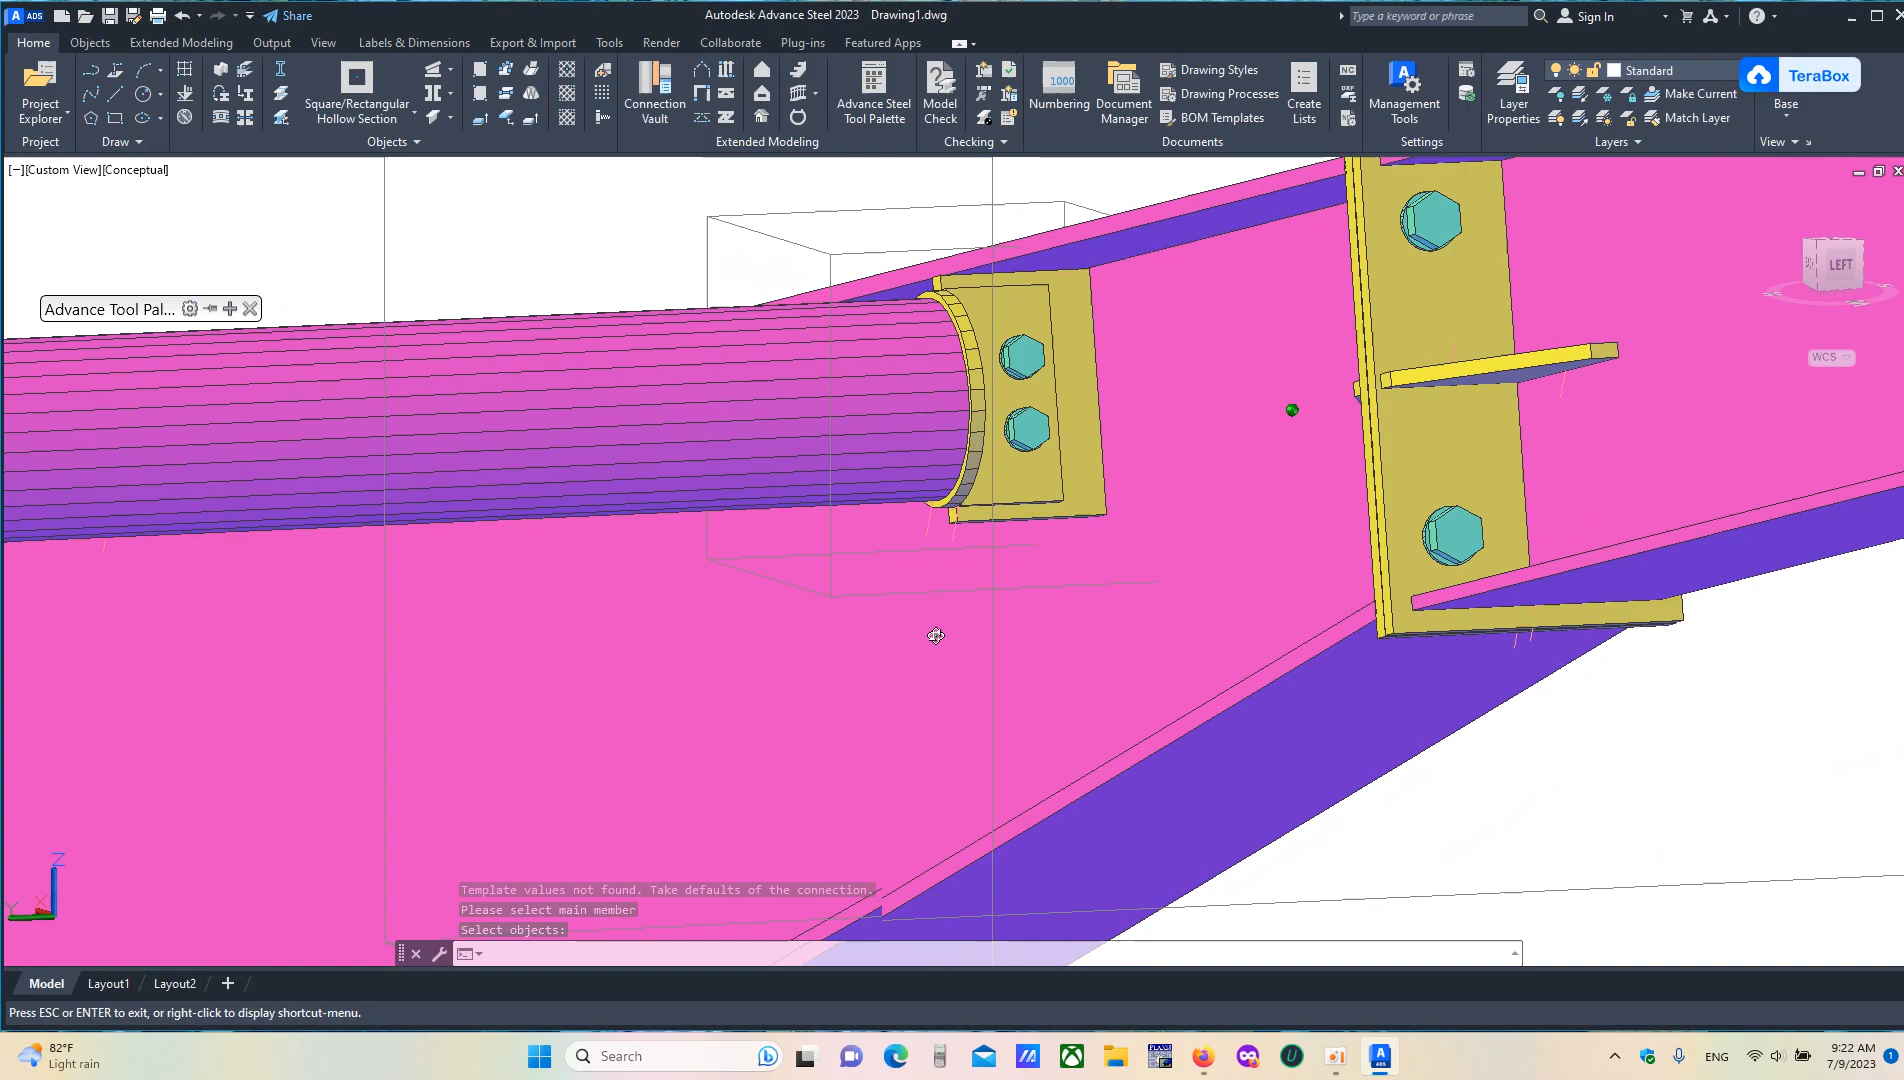 ADS
Share
Autodesk Advance Steel 2023 Drawing1.dwg
Type a keyword or phrase
Sign In
Home Objects Extended Modeling Output View Labels & Dimensions Export & Import Tools Render Collaborate Plug-ins Featured Apps
Project Explorer
Square/Rectangular Hollow Section
Connection Vault
Advance Steel Tool Palette
Model Check
1000
Numbering
Document Manager
Drawing Styles
Drawing Processes
BOM Templates
Create Lists
NC
DXF
Management Tools
Layer Properties
Standard
Make Current
Match Layer
TeraBox
Base
Project Draw Objects Extended Modeling Checking Documents Settings Layers View
[−][Custom View][Conceptual]
Advance Tool Pal...
LEFT
WCS
Z
X
Y
Template values not found. Take defaults of the connection.
Please select main member
Select objects:
Model Layout1 Layout2 +
Press ESC or ENTER to exit, or right-click to display shortcut-menu.
82°F
Light rain
Search
ENG
9:22 AM
7/9/2023
1